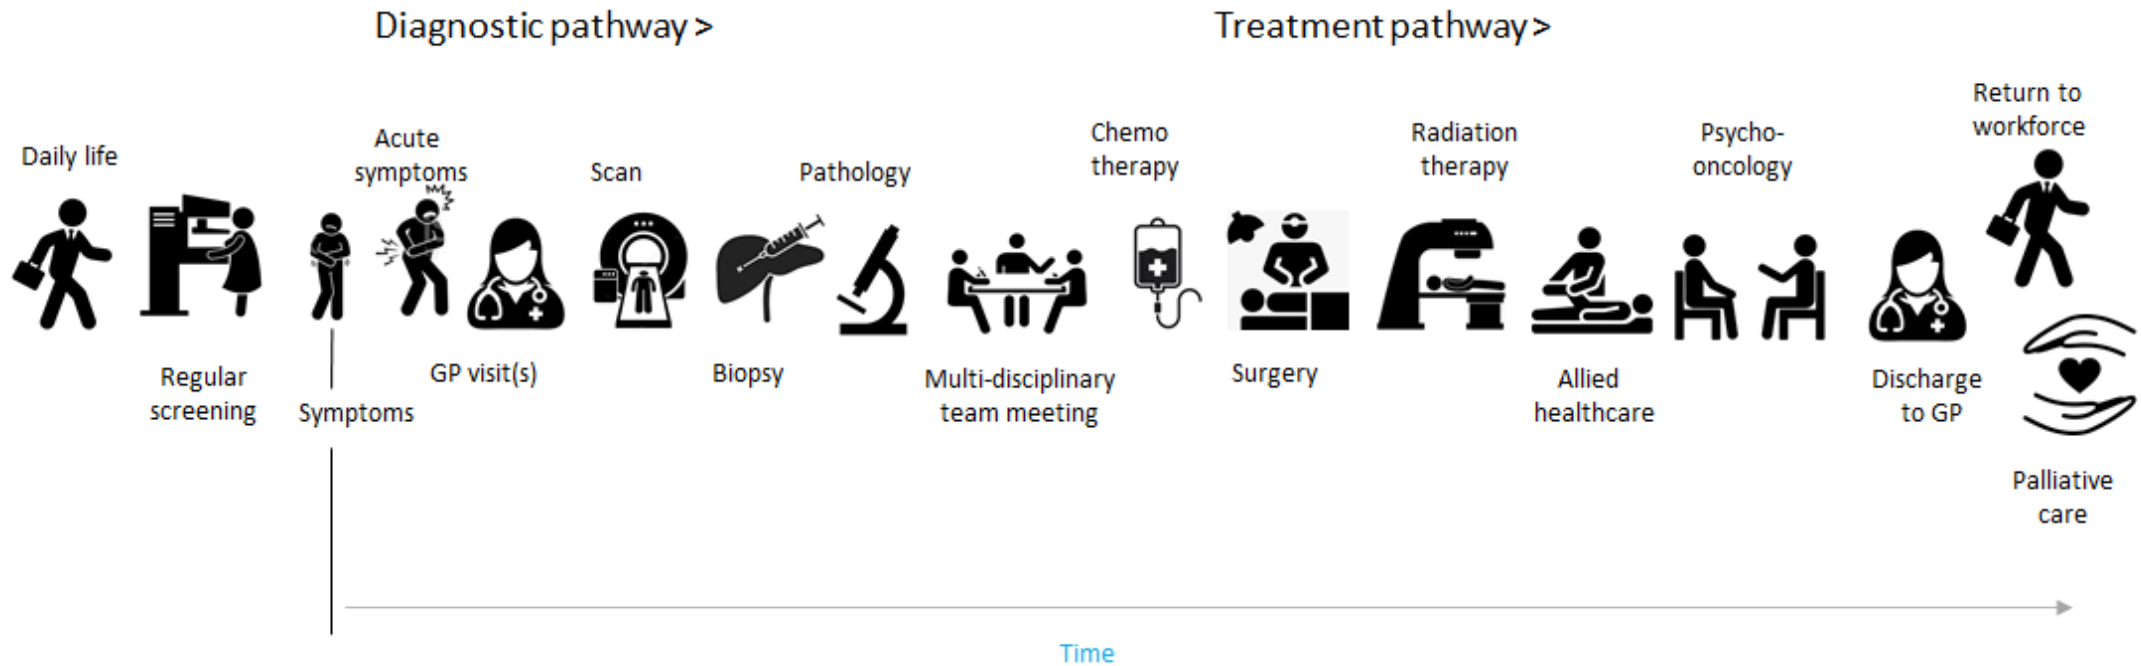 Diagnostic pathway >
Treatment pathway >
Daily life
Regular
screening
Symptoms
Acute
symptoms
GP visit(s)
Scan
Biopsy
Pathology
Multi-disciplinary
team meeting
Chemo
therapy
Surgery
Radiation
therapy
Allied
healthcare
Psycho-
oncology
Discharge
to GP
Return to
workforce
Palliative
care
Time